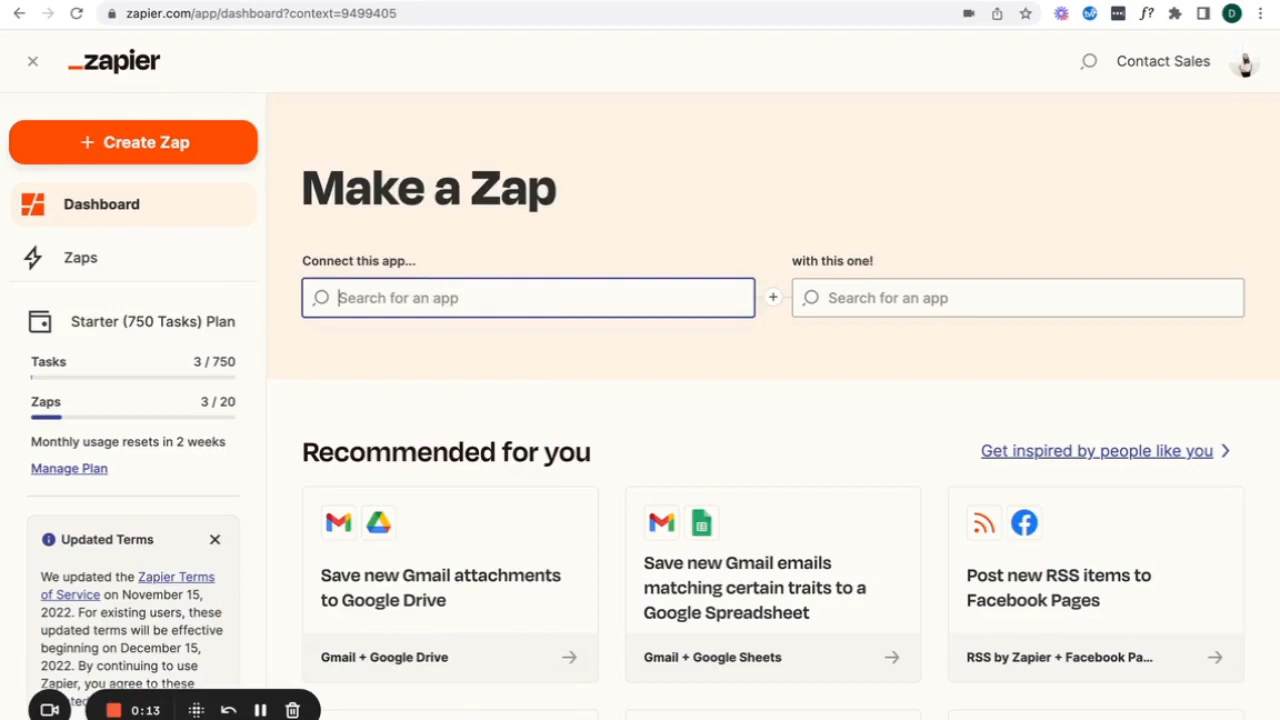 zapier.com/app/dashboard?context=9499405
f?
D
_zapier
Contact Sales
+ Create Zap
Dashboard
Zaps
Starter (750 Tasks) Plan
Tasks 3 / 750
Zaps 3 / 20
Monthly usage resets in 2 weeks
Manage Plan
Updated Terms
We updated the Zapier Terms
of Service on November 15,
2022. For existing users, these
updated terms will be effective
beginning on December 15,
2022. By continuing to use
Zapier, you agree to these
0:13
Make a Zap
Connect this app...
Search for an app
+
with this one!
Search for an app
Recommended for you
Get inspired by people like you
Save new Gmail attachments
to Google Drive
Gmail + Google Drive
Save new Gmail emails
matching certain traits to a
Google Spreadsheet
Gmail + Google Sheets
Post new RSS items to
Facebook Pages
RSS by Zapier + Facebook Pa...